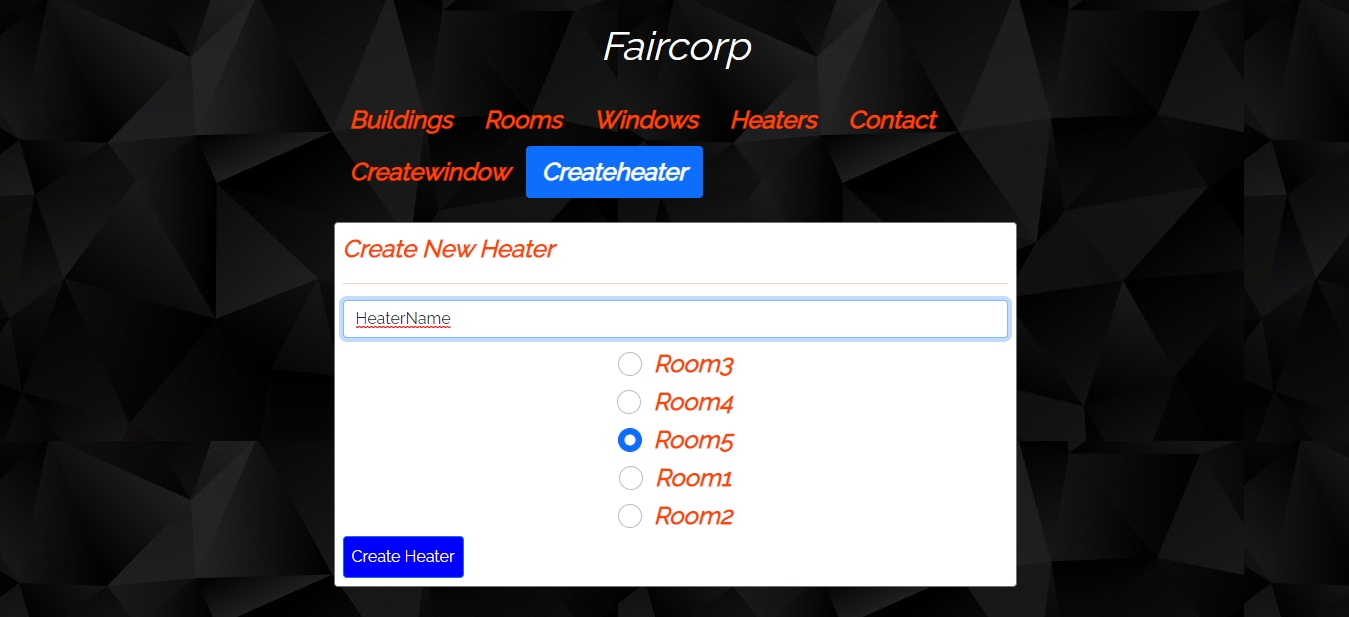 Faircorp
Buildings Rooms Windows Heaters Contact
Createwindow Createheater
Create New Heater
HeaterName
Room3
Room4
Room5
Room1
Room2
Create Heater